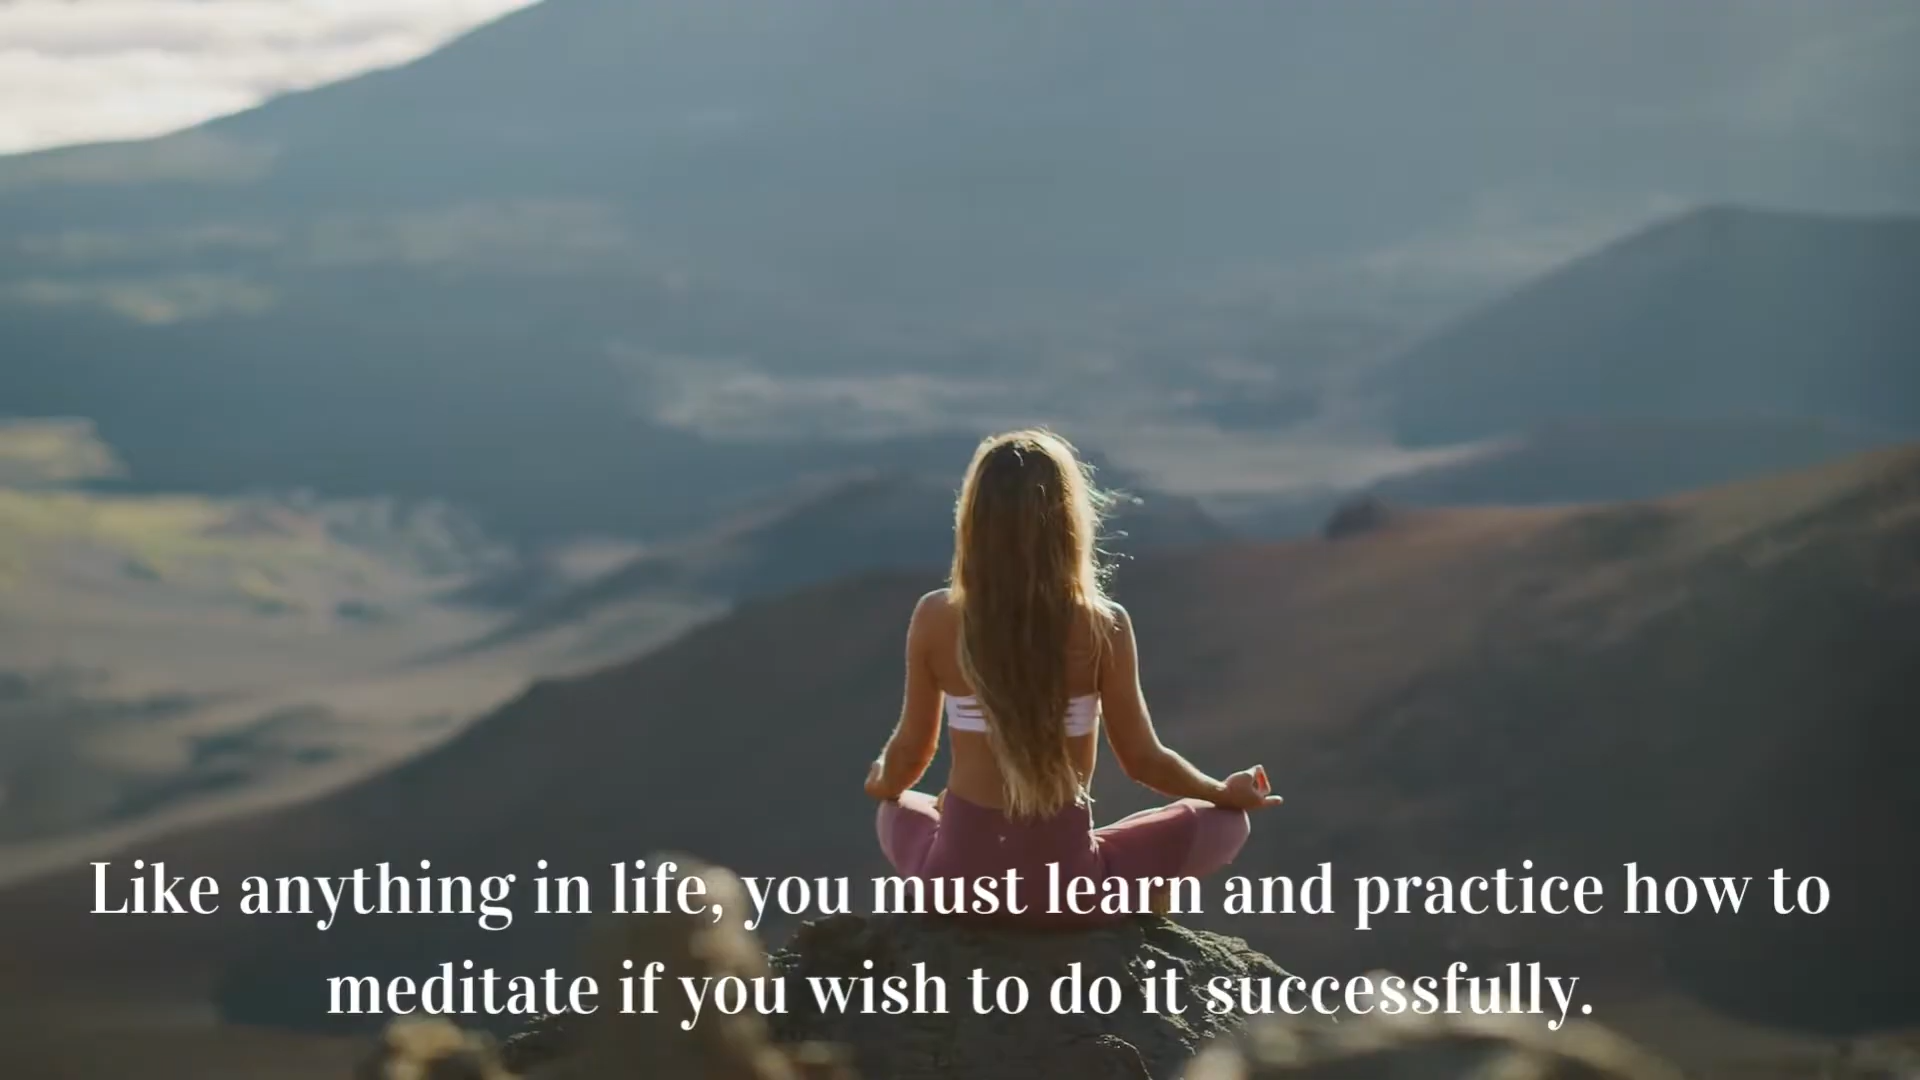 Like anything in life, you must learn and practice how to
meditate if you wish to do it successfully.